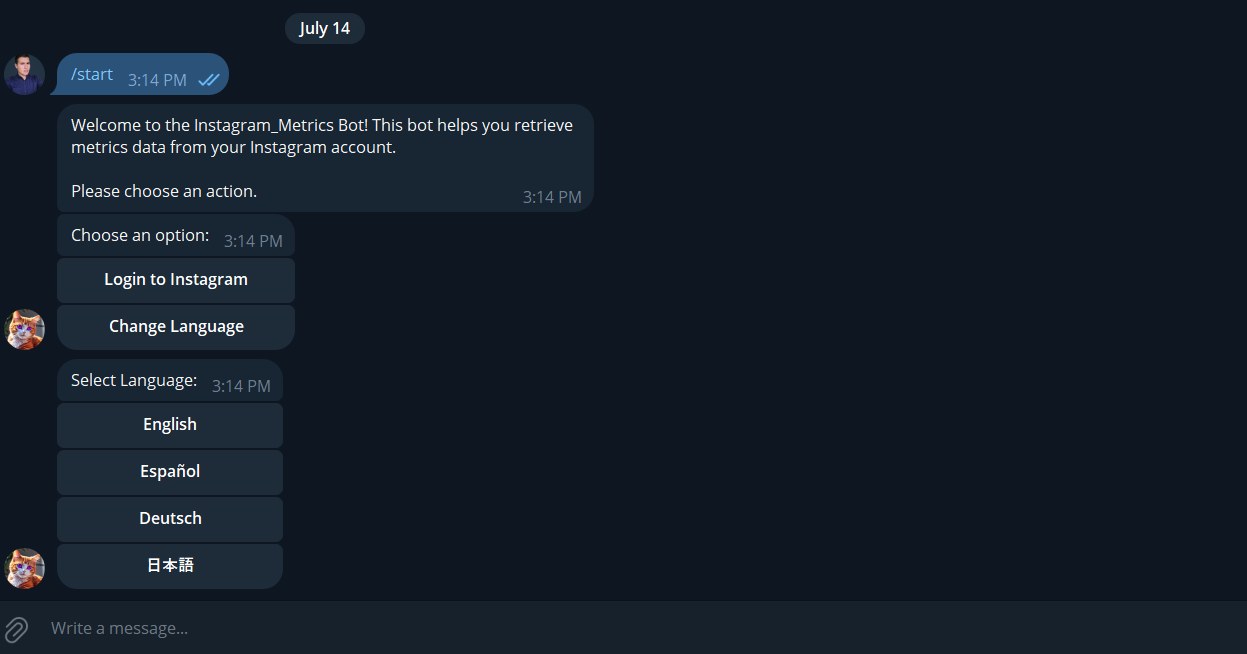 July 14
/start 3:14 PM
Welcome to the Instagram_Metrics Bot! This bot helps you retrieve
metrics data from your Instagram account.
Please choose an action.
3:14 PM
Choose an option: 3:14 PM
Login to Instagram
Change Language
Select Language: 3:14 PM
English
Español
Deutsch
日本語
Write a message...